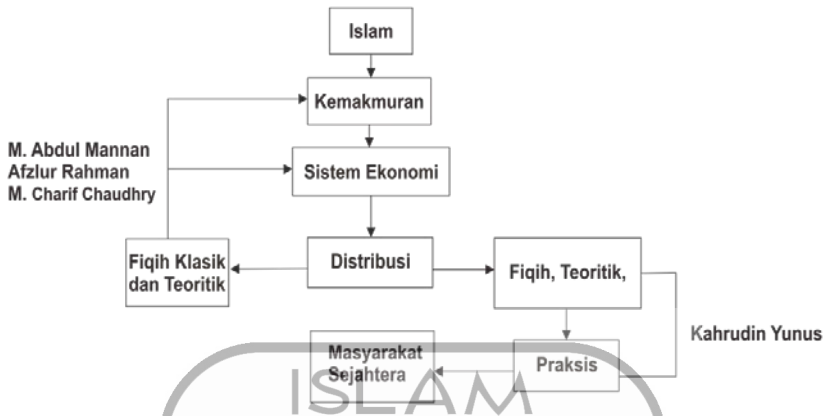 Islam
Kemakmuran
M. Abdul Mannan
Afzlur Rahman
M. Charif Chaudhry
Sistem Ekonomi
Fiqih Klasik
dan Teoritik
Distribusi
Fiqih, Teoritik,
Kahrudin Yunus
Masyarakat
Sejahtera
Praksis
ISLAM